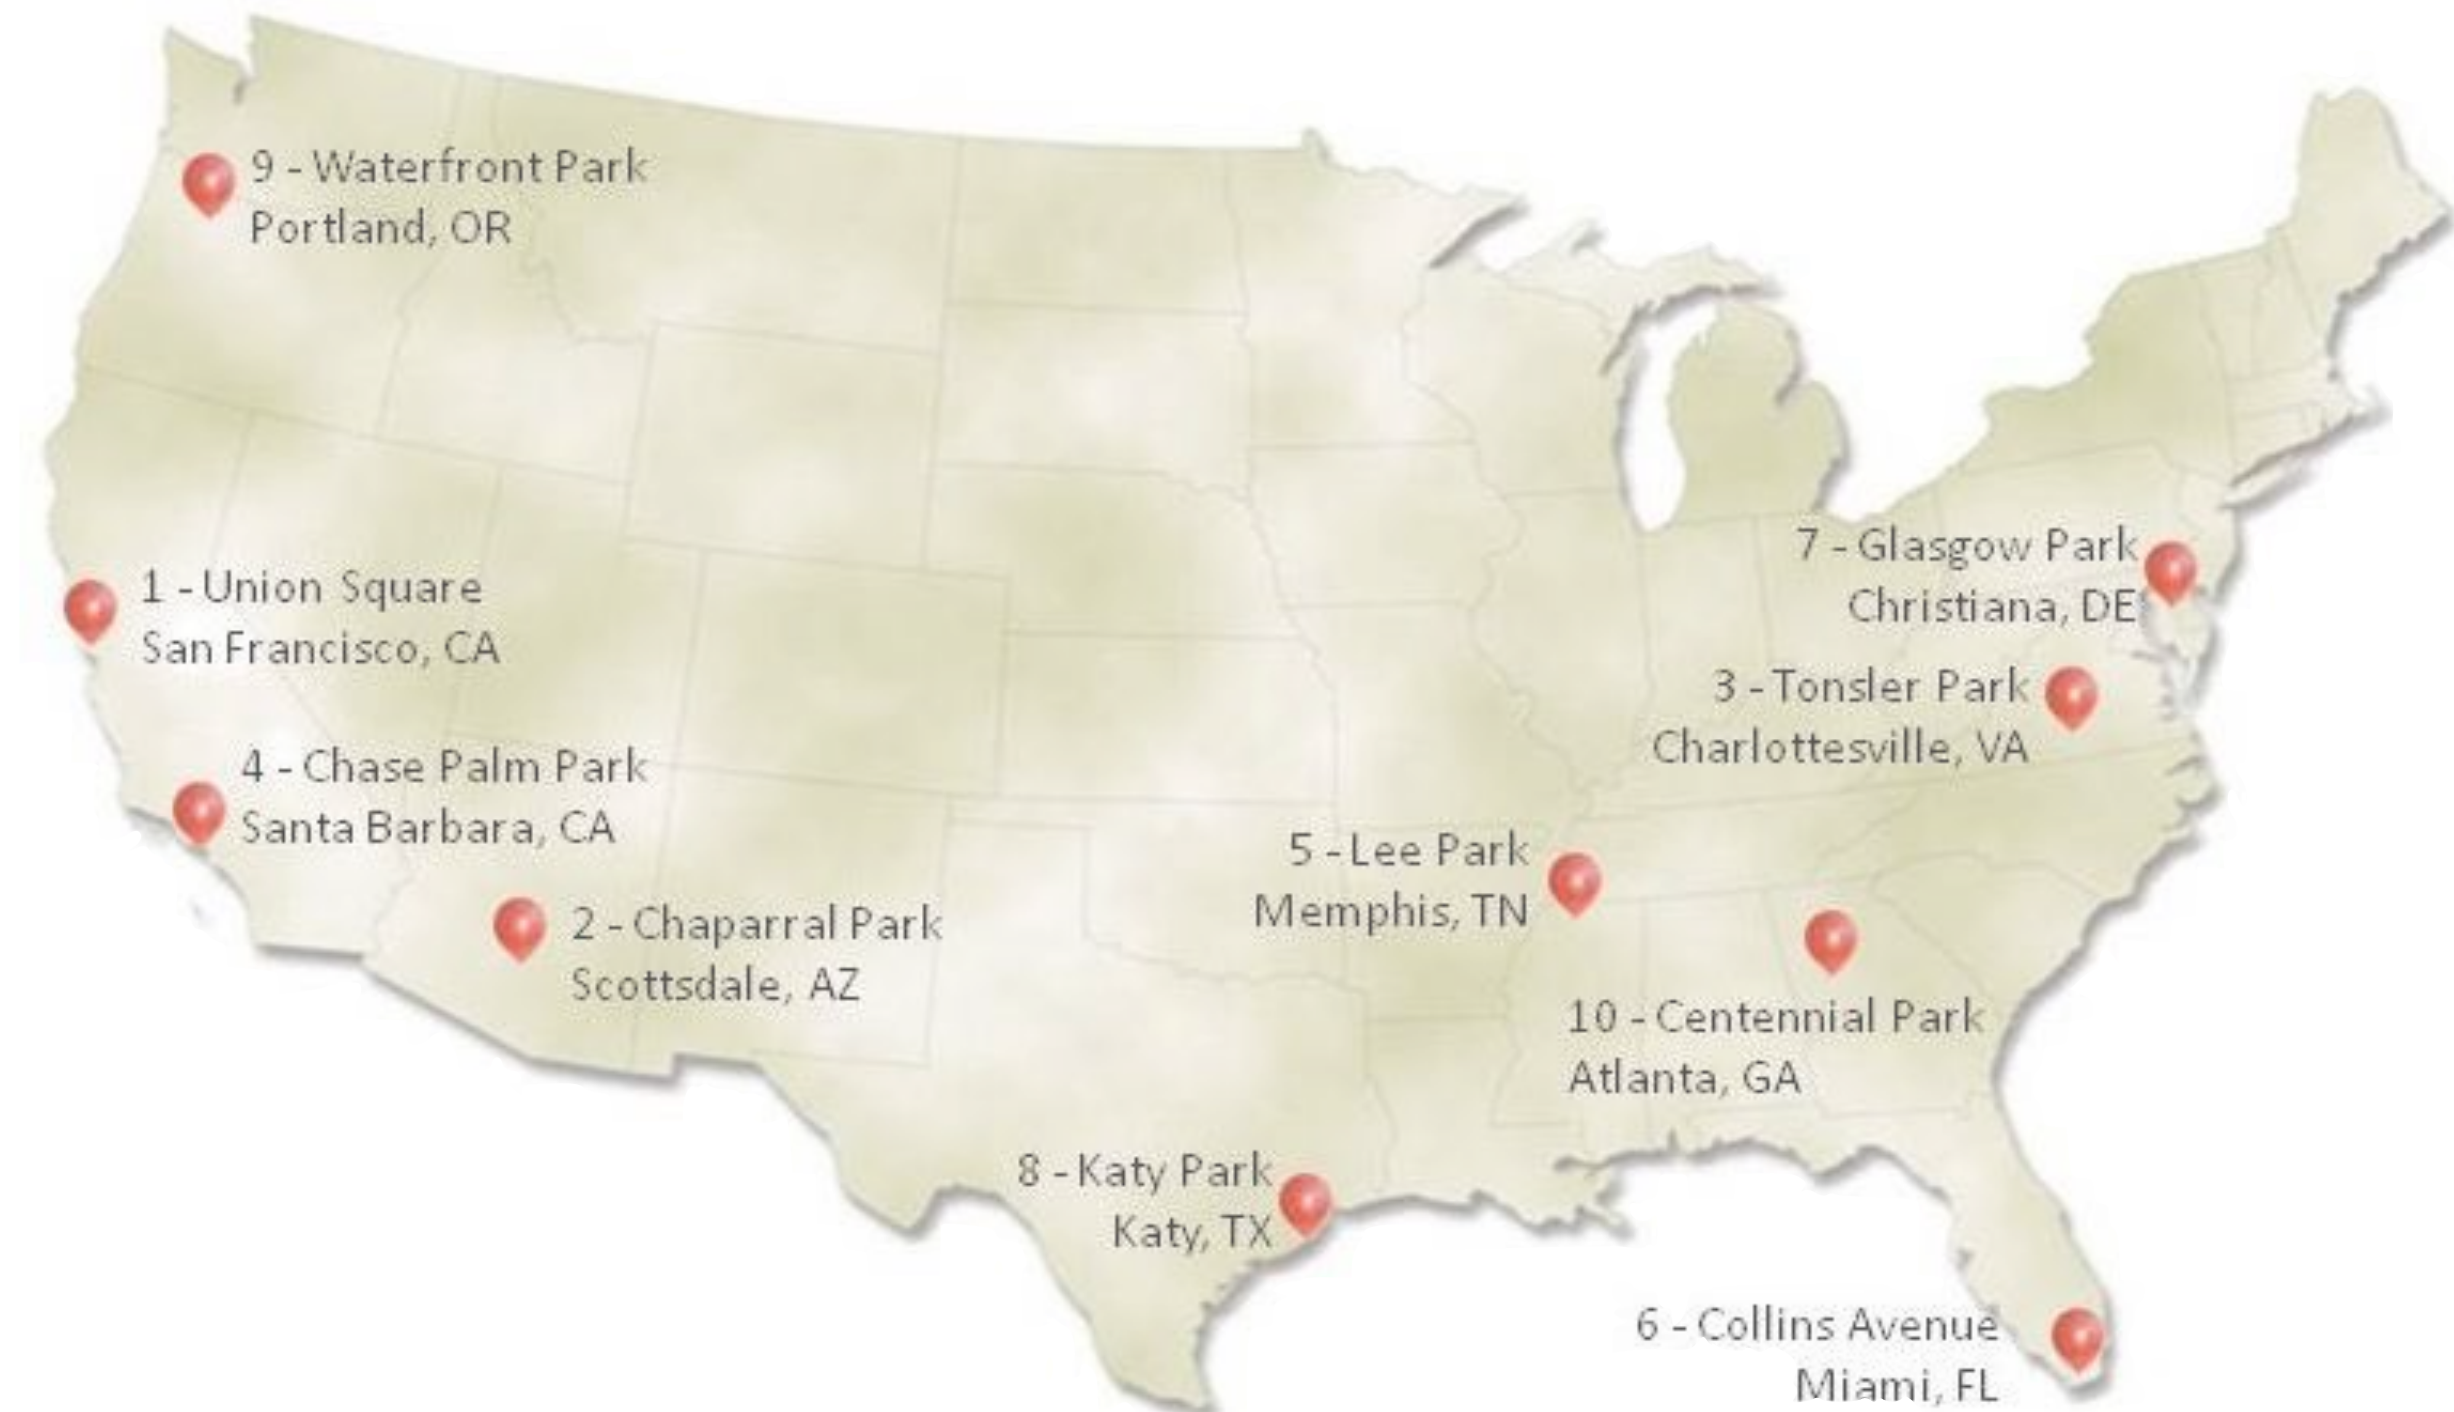 9 - Waterfront Park
Portland, OR
7 - Glasgow Park
Christiana, DE
1 - Union Square
San Francisco, CA
3 - Tonsler Park
Charlottesville, VA
4 - Chase Palm Park
Santa Barbara, CA
5 - Lee Park
Memphis, TN
2 - Chaparral Park
Scottsdale, AZ
10 - Centennial Park
Atlanta, GA
8 - Katy Park
Katy, TX
6 - Collins Avenue
Miami, FL